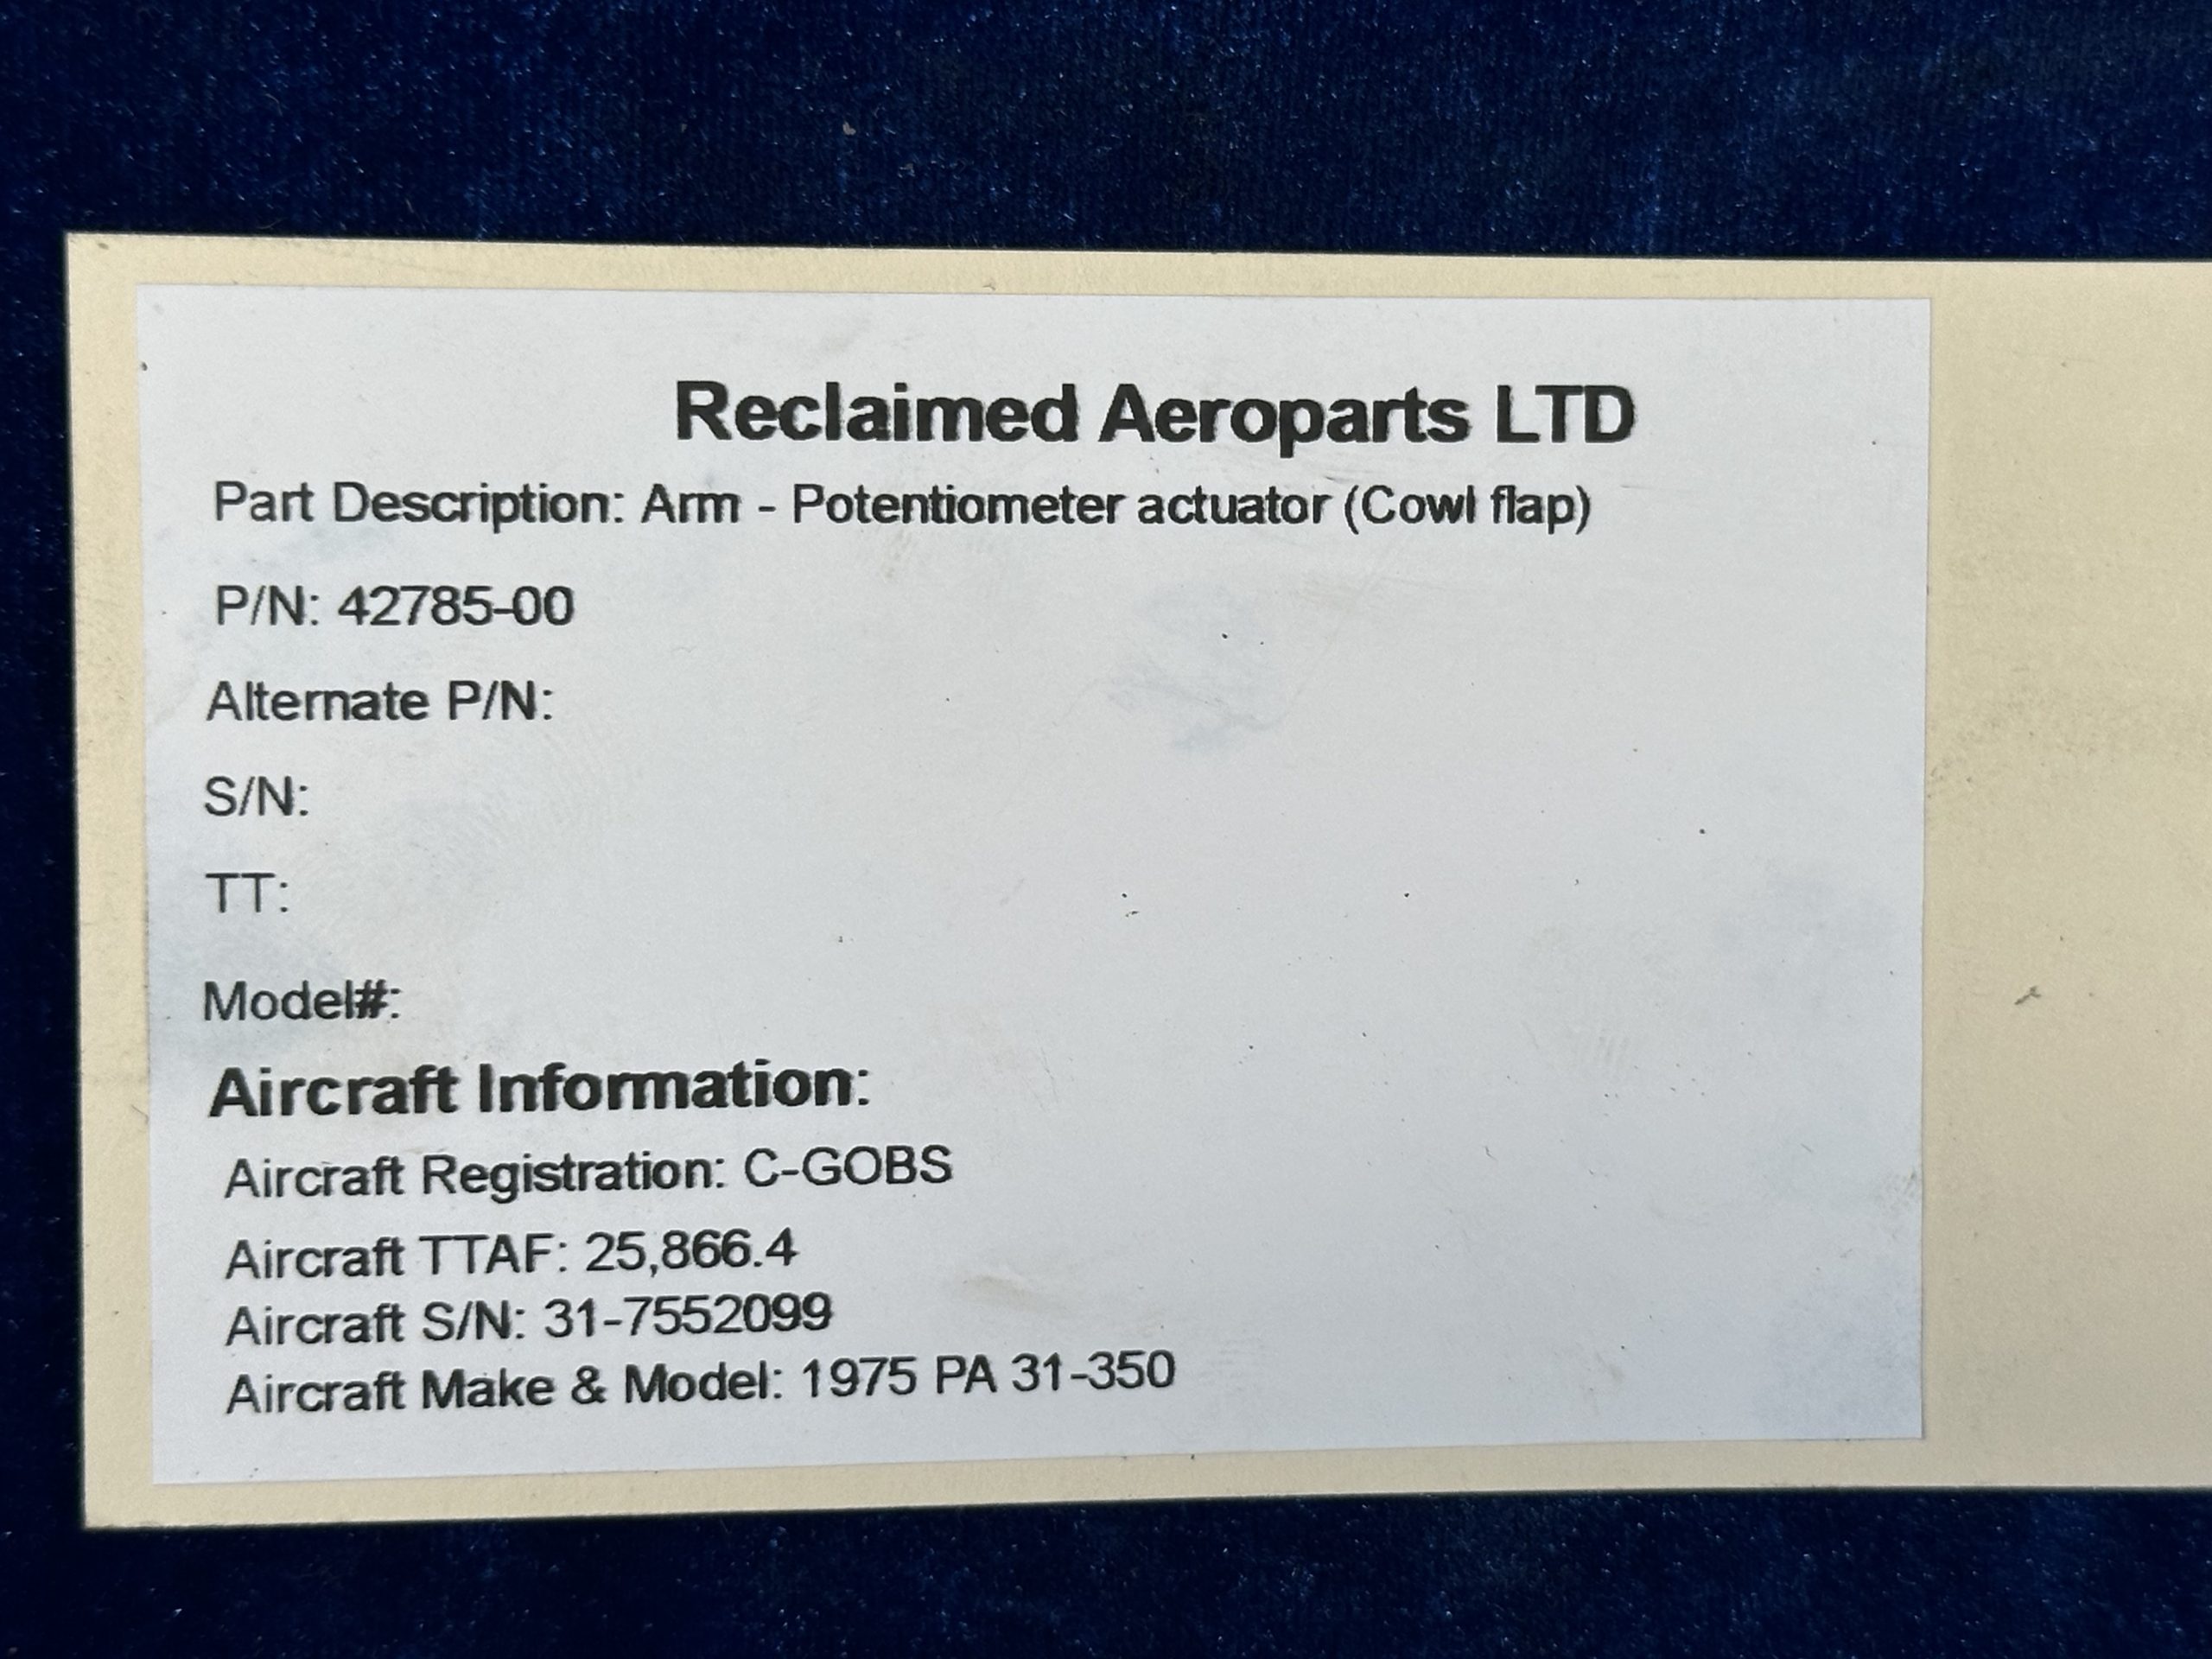 Reclaimed Aeroparts LTD
Part Description: Arm - Potentiometer actuator (Cowl flap)
P/N: 42785-00
Alternate P/N:
S/N:
TT:
Model#:
Aircraft Information:
Aircraft Registration: C-GOBS
Aircraft TTAF: 25,866.4
Aircraft S/N: 31-7552099
Aircraft Make & Model: 1975 PA 31-350